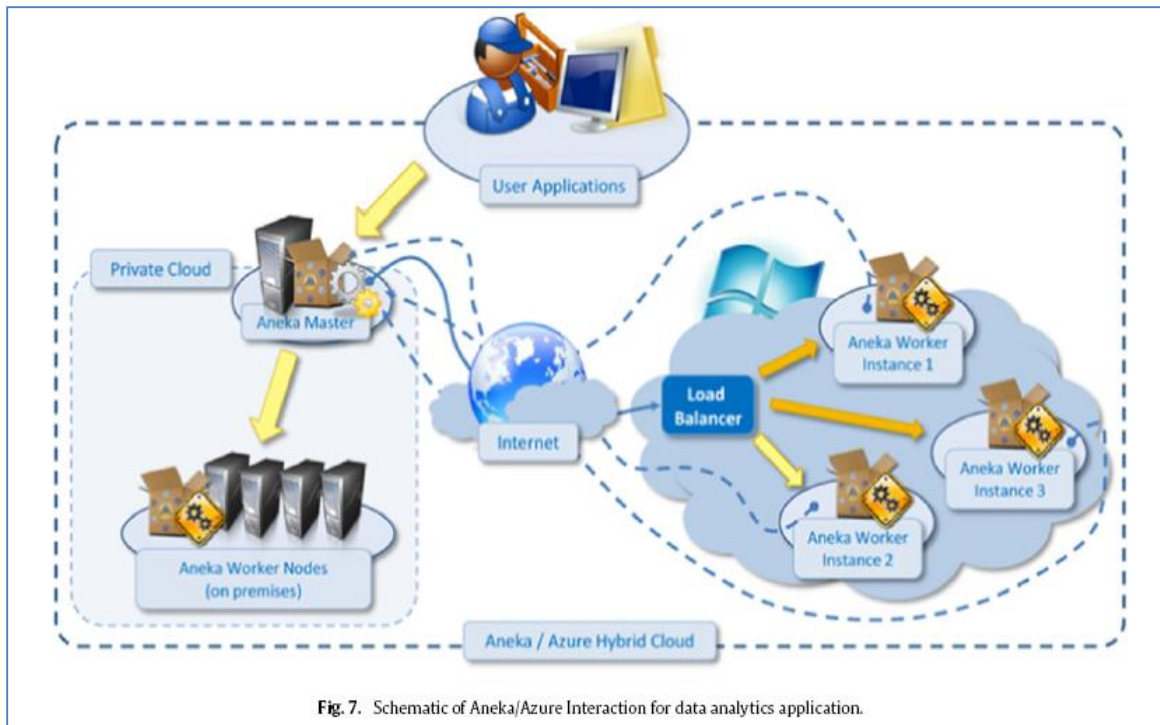 User Applications
Private Cloud
Aneka Master
Aneka Worker
Instance 1
Load
Balancer
Internet
Aneka Worker
Instance 3
Aneka Worker
Instance 2
Aneka Worker Nodes
(on premises)
Aneka / Azure Hybrid Cloud
Fig. 7. Schematic of Aneka/Azure Interaction for data analytics application.